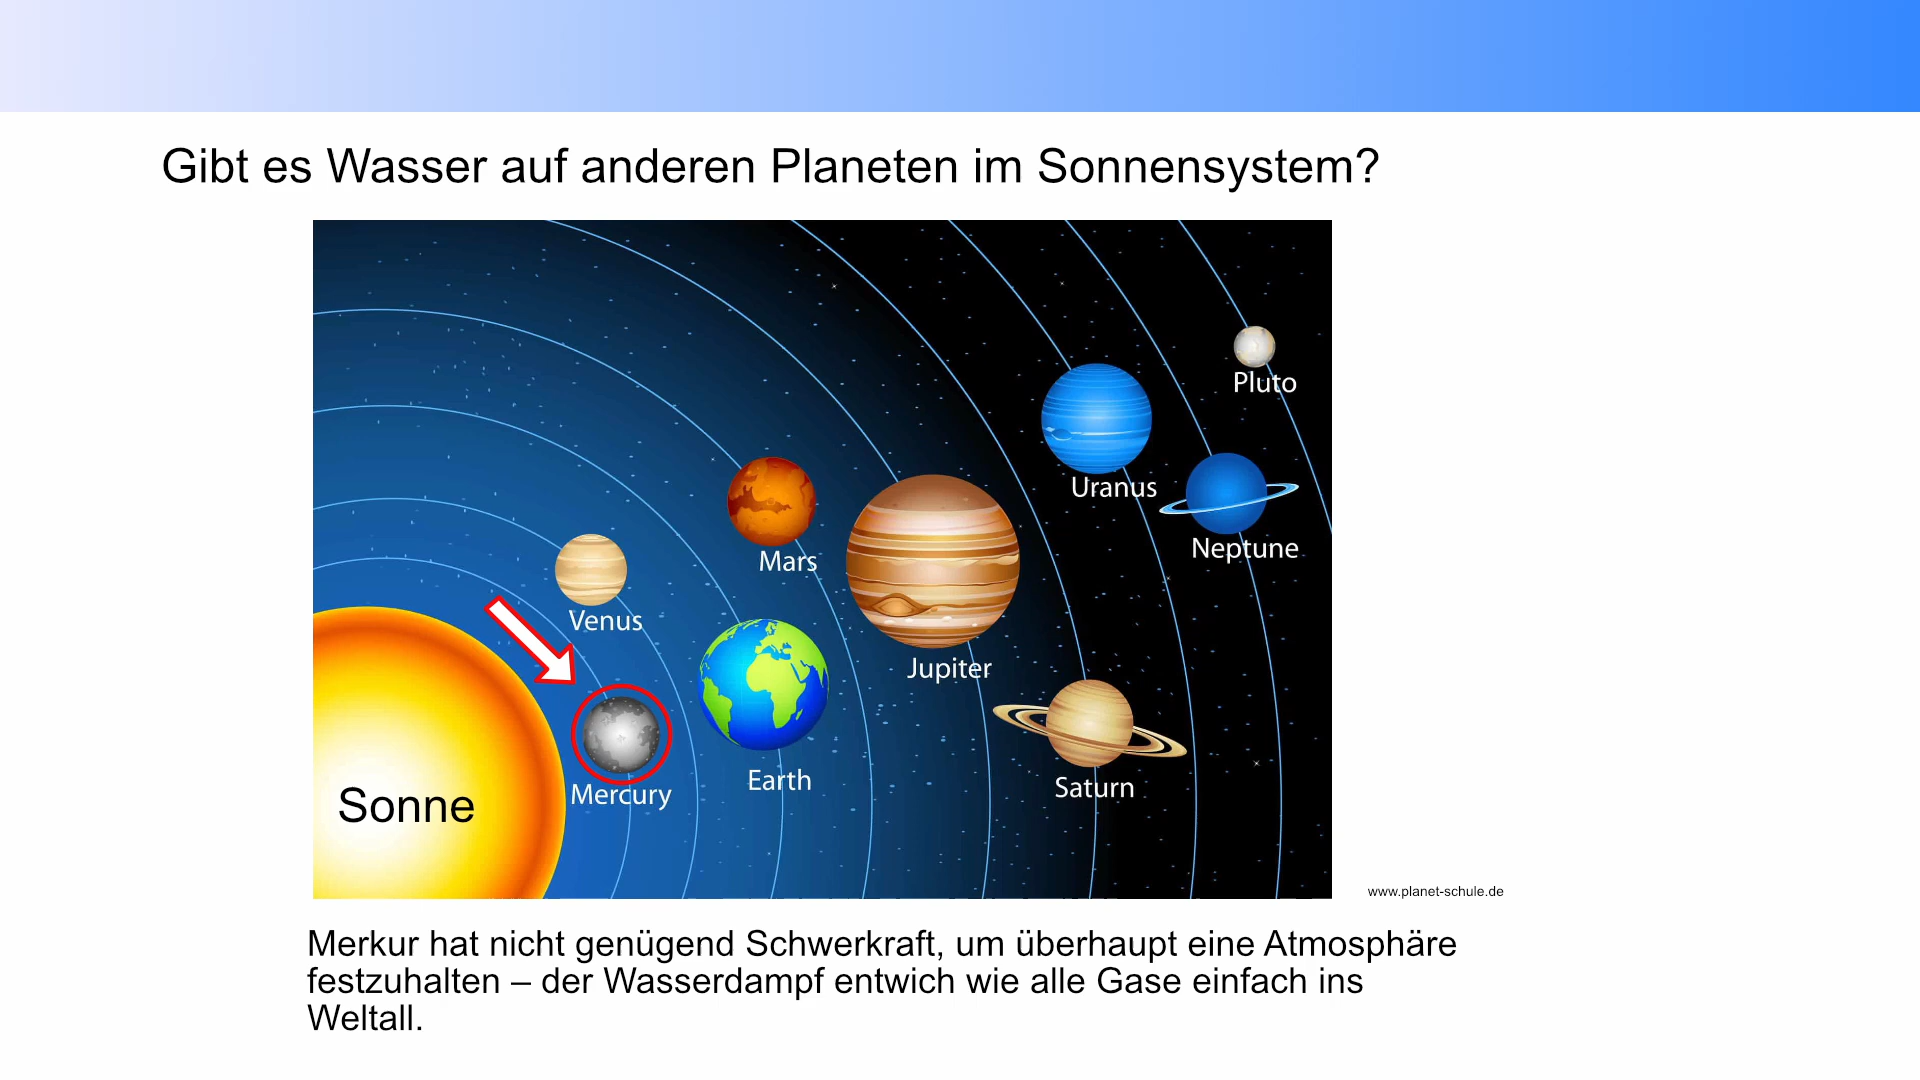 Gibt es Wasser auf anderen Planeten im Sonnensystem?
Pluto
Uranus
Neptune
Mars
Venus
Jupiter
Earth
Saturn
Mercury
Sonne
www.planet-schule.de
Merkur hat nicht genügend Schwerkraft, um überhaupt eine Atmosphäre
festzuhalten – der Wasserdampf entwich wie alle Gase einfach ins
Weltall.